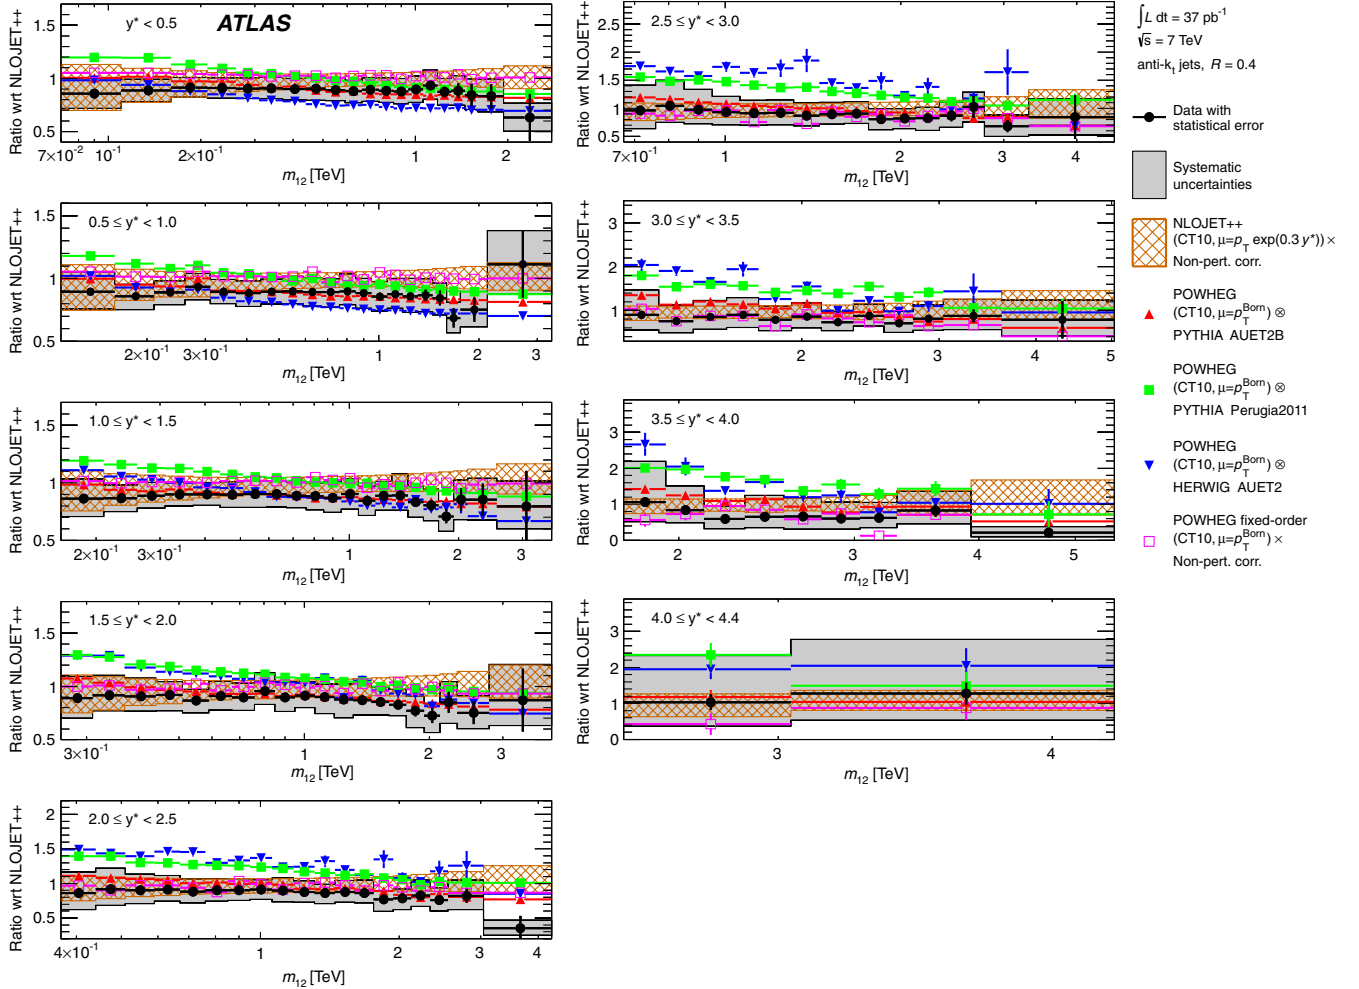 y* < 0.5
ATLAS
Ratio wrt NLOJET++
1.5
1
0.5
7×10⁻²
10⁻¹
2×10⁻¹
1
2
m₁₂ [TeV]
0.5 ≤ y* < 1.0
Ratio wrt NLOJET++
1.5
1
0.5
2×10⁻¹
3×10⁻¹
1
2
3
m₁₂ [TeV]
1.0 ≤ y* < 1.5
Ratio wrt NLOJET++
1.5
1
0.5
2×10⁻¹
3×10⁻¹
1
2
3
m₁₂ [TeV]
1.5 ≤ y* < 2.0
Ratio wrt NLOJET++
1.5
1
0.5
3×10⁻¹
1
2
3
m₁₂ [TeV]
2.0 ≤ y* < 2.5
Ratio wrt NLOJET++
2
1.5
1
0.5
4×10⁻¹
1
2
3
4
m₁₂ [TeV]
2.5 ≤ y* < 3.0
Ratio wrt NLOJET++
2.5
2
1.5
1
0.5
7×10⁻¹
1
2
3
4
m₁₂ [TeV]
3.0 ≤ y* < 3.5
Ratio wrt NLOJET++
3
2
1
2
3
4
5
m₁₂ [TeV]
3.5 ≤ y* < 4.0
Ratio wrt NLOJET++
3
2
1
0
2
3
4
5
m₁₂ [TeV]
4.0 ≤ y* < 4.4
Ratio wrt NLOJET++
3
2
1
0
3
4
m₁₂ [TeV]
∫L dt = 37 pb⁻¹
√s = 7 TeV
anti-kₜ jets, R = 0.4
Data with
statistical error
Systematic
uncertainties
NLOJET++
(CT10, μ=p_T exp(0.3 y*)) ×
Non-pert. corr.
POWHEG
(CT10, μ=p_T^Born) ⊗
PYTHIA AUET2B
POWHEG
(CT10, μ=p_T^Born) ⊗
PYTHIA Perugia2011
POWHEG
(CT10, μ=p_T^Born) ⊗
HERWIG AUET2
POWHEG fixed-order
(CT10, μ=p_T^Born) ×
Non-pert. corr.